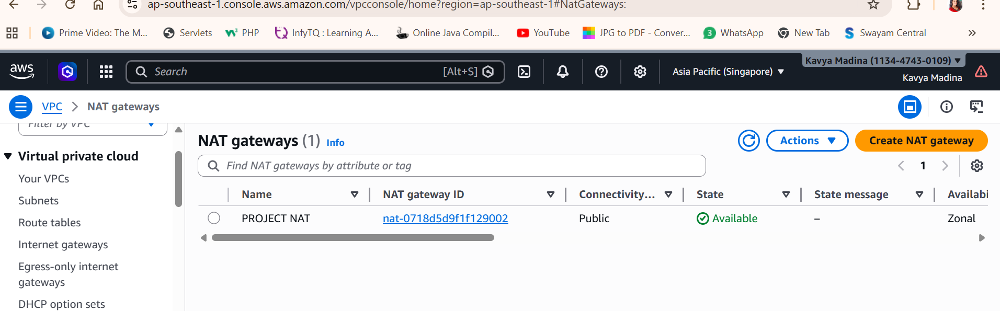 ap-southeast-1.console.aws.amazon.com/vpcconsole/home?region=ap-southeast-1#NatGateways:
Prime Video: The M... Servlets PHP InfyTQ : Learning A... Online Java Compil... YouTube JPG to PDF - Conver... 3 WhatsApp New Tab Swayam Central »
aws Search [Alt+S] Asia Pacific (Singapore) Kavya Madina (1134-4743-0109)
Kavya Madina
VPC > NAT gateways
Filter by VPC
Virtual private cloud
Your VPCs
Subnets
Route tables
Internet gateways
Egress-only internet
gateways
DHCP option sets
NAT gateways (1) Info Actions Create NAT gateway
Find NAT gateways by attribute or tag 1
Name NAT gateway ID Connectivity... State State message Availabi
PROJECT NAT nat-0718d5d9f1f129002 Public Available – Zonal